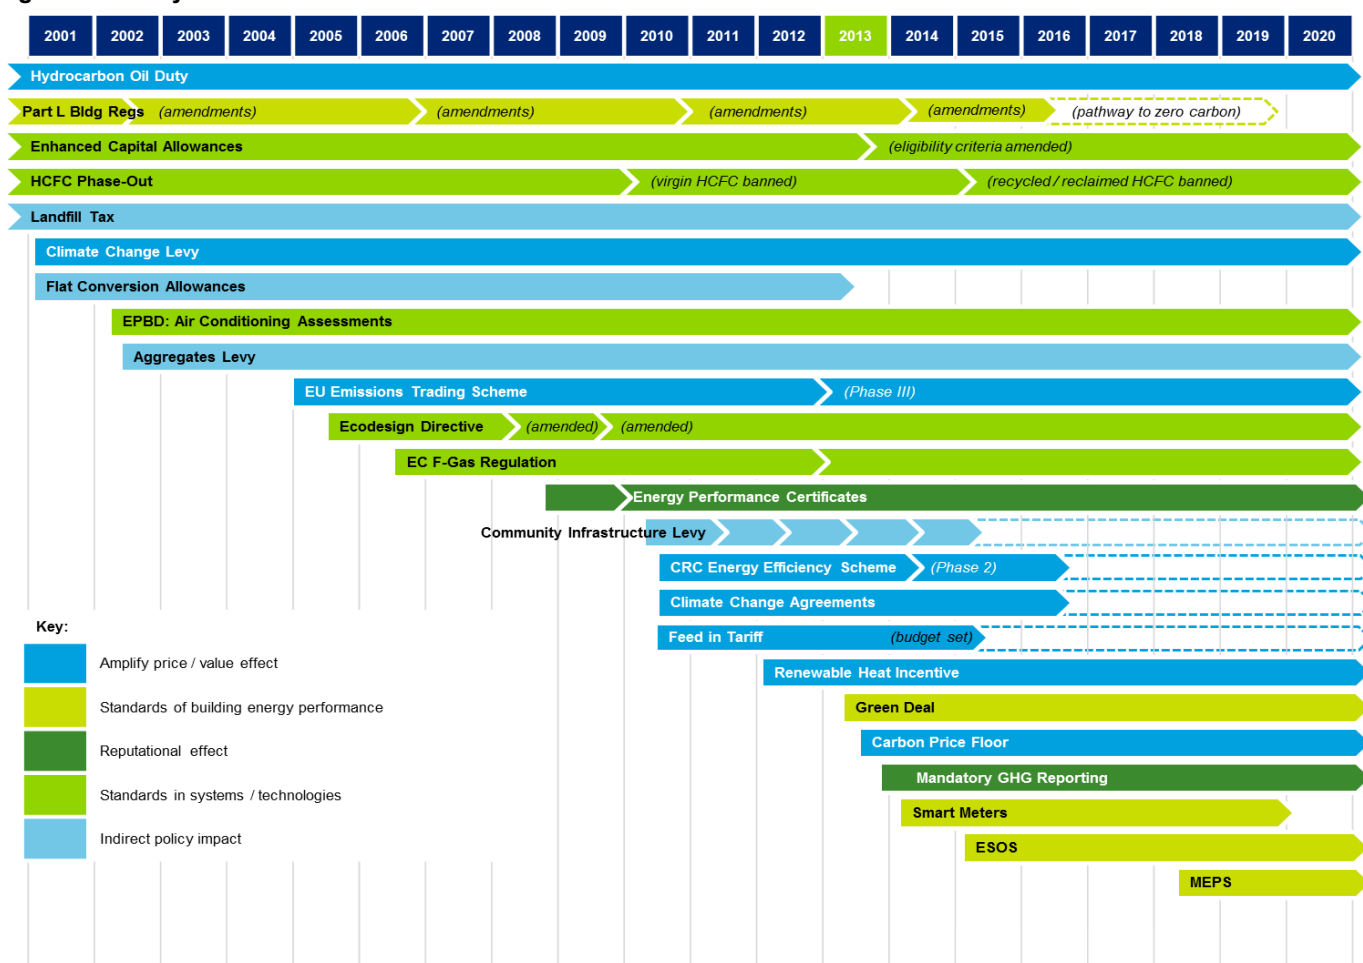 2001 2002 2003 2004 2005 2006 2007 2008 2009 2010 2011 2012 2013 2014 2015 2016 2017 2018 2019 2020
Hydrocarbon Oil Duty
Part L Bldg Regs (amendments) (amendments) (amendments) (amendments) (pathway to zero carbon)
Enhanced Capital Allowances (eligibility criteria amended)
HCFC Phase-Out (virgin HCFC banned) (recycled / reclaimed HCFC banned)
Landfill Tax
Climate Change Levy
Flat Conversion Allowances
EPBD: Air Conditioning Assessments
Aggregates Levy
EU Emissions Trading Scheme (Phase III)
Ecodesign Directive (amended) (amended)
EC F-Gas Regulation
Energy Performance Certificates
Community Infrastructure Levy
CRC Energy Efficiency Scheme (Phase 2)
Climate Change Agreements
Feed in Tariff (budget set)
Renewable Heat Incentive
Green Deal
Carbon Price Floor
Mandatory GHG Reporting
Smart Meters
ESOS
MEPS
Key:
Amplify price / value effect
Standards of building energy performance
Reputational effect
Standards in systems / technologies
Indirect policy impact